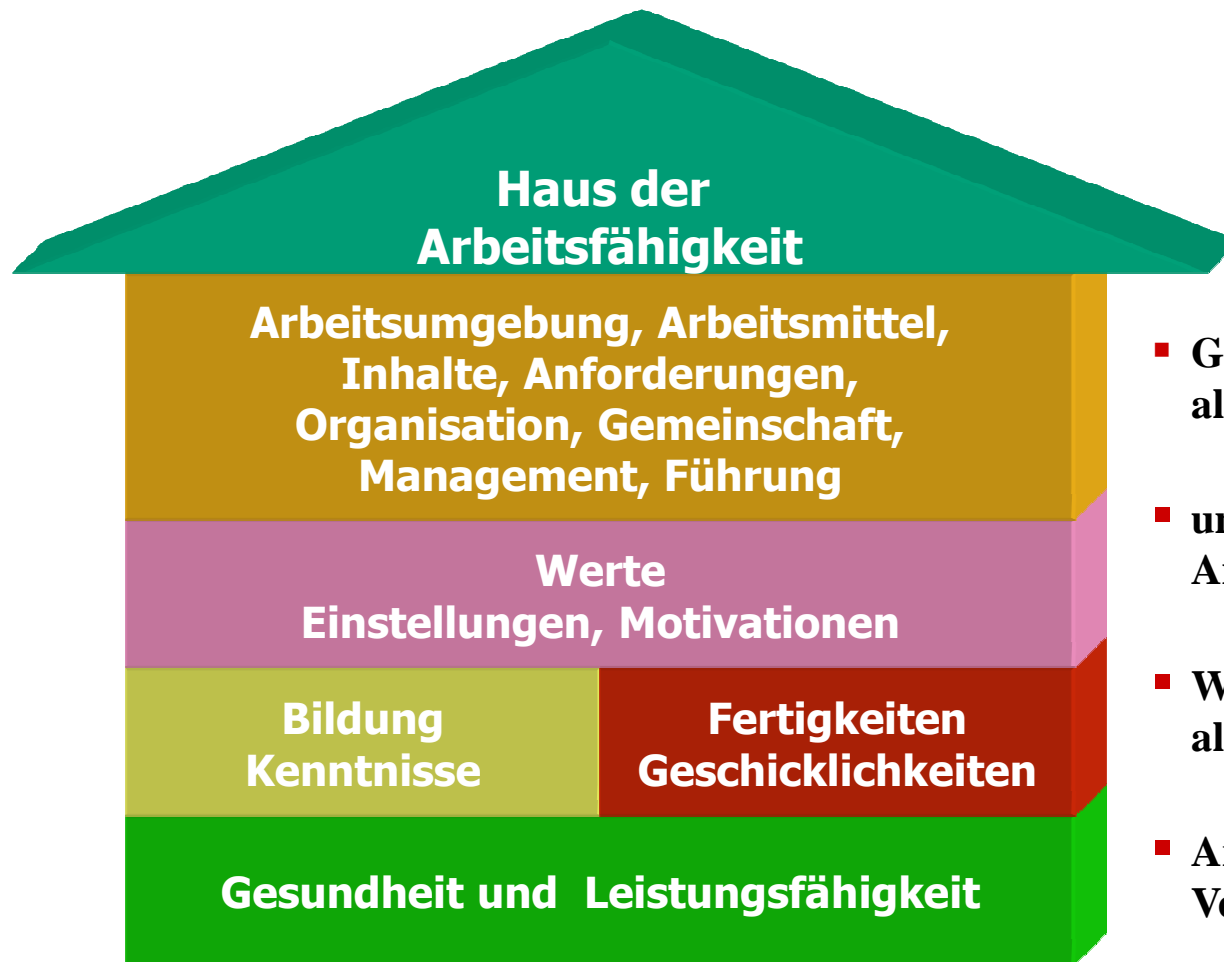 Haus der
Arbeitsfähigkeit
Arbeitsumgebung, Arbeitsmittel,
Inhalte, Anforderungen,
Organisation, Gemeinschaft,
Management, Führung
Werte
Einstellungen, Motivationen
Bildung
Kenntnisse
Fertigkeiten
Geschicklichkeiten
Gesundheit und Leistungsfähigkeit